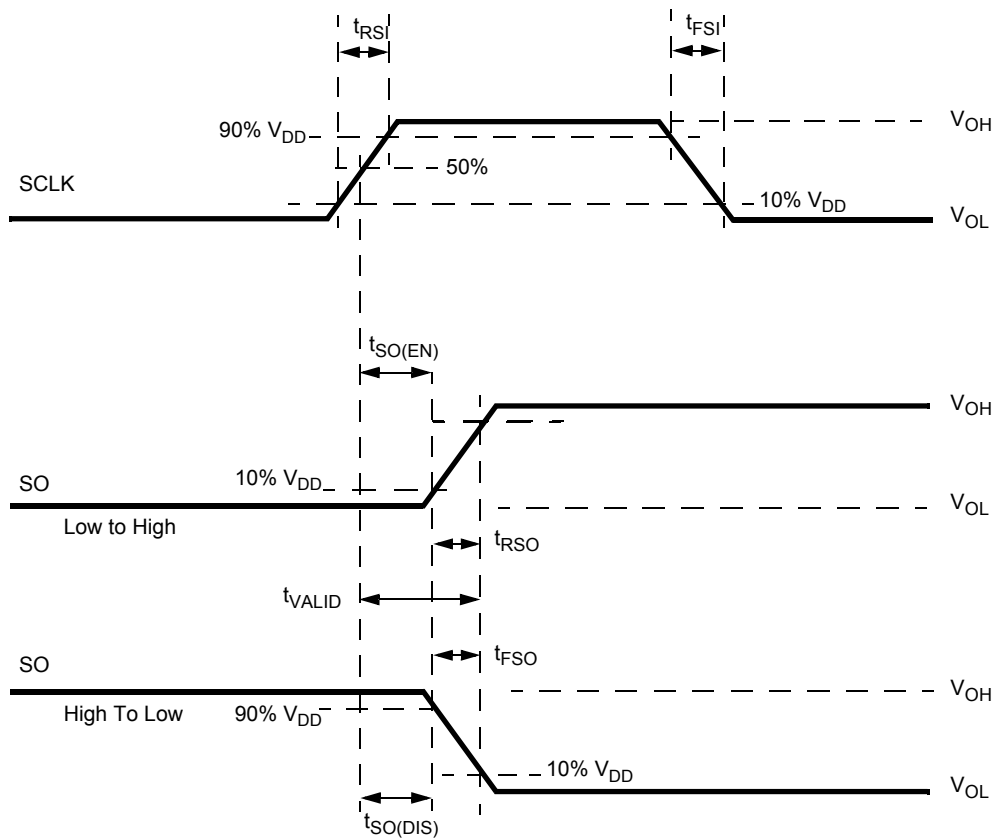 tRSI
tFSI
90% VDD
VOH
50%
SCLK
10% VDD
VOL
tSO(EN)
VOH
10% VDD
SO
VOL
Low to High
tRSO
tVALID
tFSO
SO
VOH
High To Low
90% VDD
10% VDD
VOL
tSO(DIS)